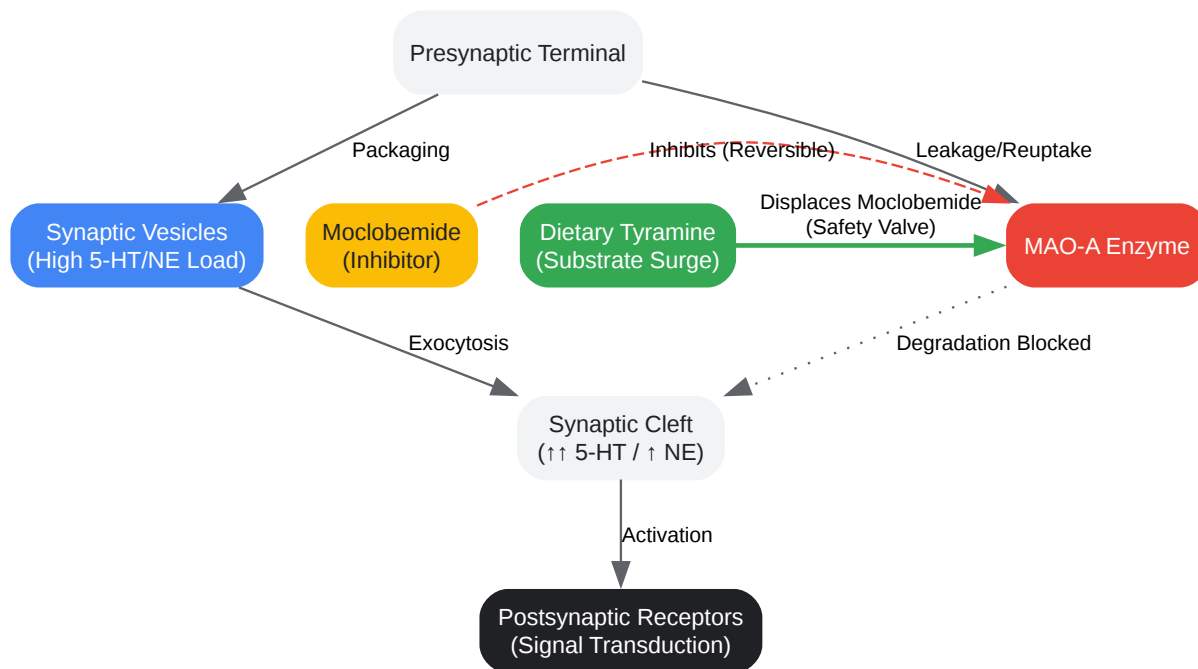 Presynaptic Terminal
Packaging
Inhibits (Reversible)
Leakage/Reuptake
Synaptic Vesicles
(High 5-HT/NE Load)
Moclobemide
(Inhibitor)
Dietary Tyramine
(Substrate Surge)
Displaces Moclobemide
(Safety Valve)
MAO-A Enzyme
Exocytosis
Degradation Blocked
Synaptic Cleft
(↑↑ 5-HT / ↑ NE)
Activation
Postsynaptic Receptors
(Signal Transduction)